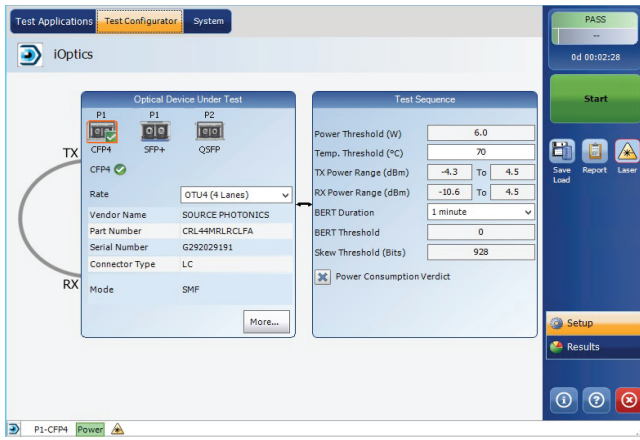 Test Applications Test Configurator System
iOptics
Optical Device Under Test
P1 P1 P2
CFP4 SFP+ QSFP
TX
CFP4
Rate OTU4 (4 Lanes)
Vendor Name SOURCE PHOTONICS
Part Number CRL44MRLRCLFA
Serial Number G292029191
Connector Type LC
RX
Mode SMF
More...
Test Sequence
Power Threshold (W) 6.0
Temp. Threshold (ºC) 70
TX Power Range (dBm) -4.3 To 4.5
RX Power Range (dBm) -10.6 To 4.5
BERT Duration 1 minute
BERT Threshold 0
Skew Threshold (Bits) 928
Power Consumption Verdict
PASS
--
0d 00:02:28
Start
Save Load Report Laser
Setup
Results
P1-CFP4 Power